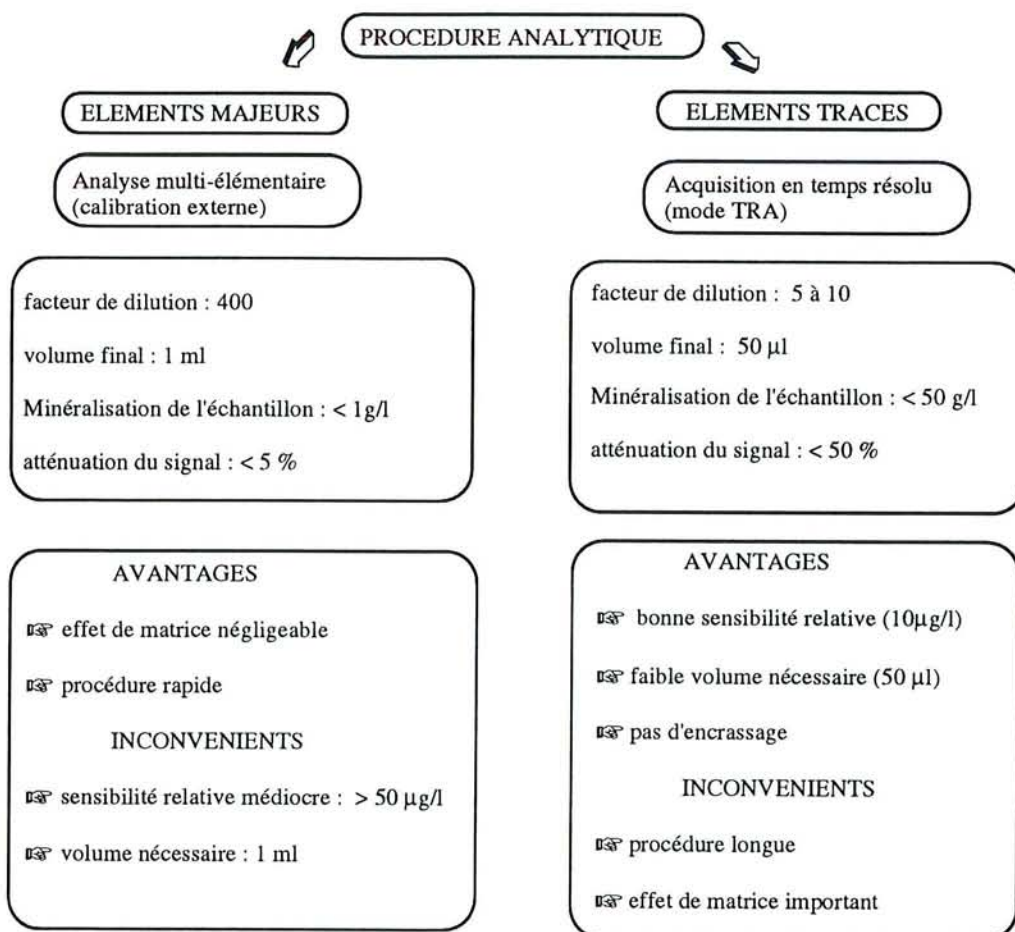 PROCEDURE ANALYTIQUE
ELEMENTS MAJEURS
Analyse multi-élémentaire
(calibration externe)
facteur de dilution : 400
volume final : 1 ml
Minéralisation de l'échantillon : < 1g/l
atténuation du signal : < 5 %
AVANTAGES
☞ effet de matrice négligeable
☞ procédure rapide
INCONVENIENTS
☞ sensibilité relative médiocre : > 50 µg/l
☞ volume nécessaire : 1 ml
ELEMENTS TRACES
Acquisition en temps résolu
(mode TRA)
facteur de dilution : 5 à 10
volume final : 50 µl
Minéralisation de l'échantillon : < 50 g/l
atténuation du signal : < 50 %
AVANTAGES
☞ bonne sensibilité relative (10µg/l)
☞ faible volume nécessaire (50 µl)
☞ pas d'encrassage
INCONVENIENTS
☞ procédure longue
☞ effet de matrice important